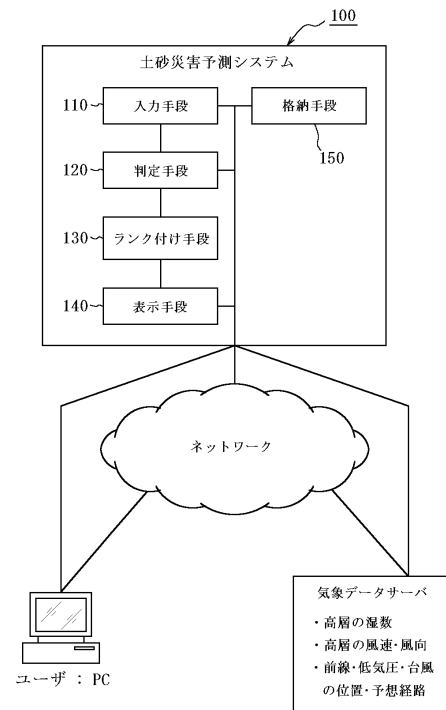 100
土砂災害予測システム
110
入力手段
格納手段
150
120
判定手段
130
ランク付け手段
140
表示手段
ネットワーク
気象データサーバ
・高層の湿数
・高層の風速・風向
・前線・低気圧・台風
の位置・予想経路
ユーザ : PC